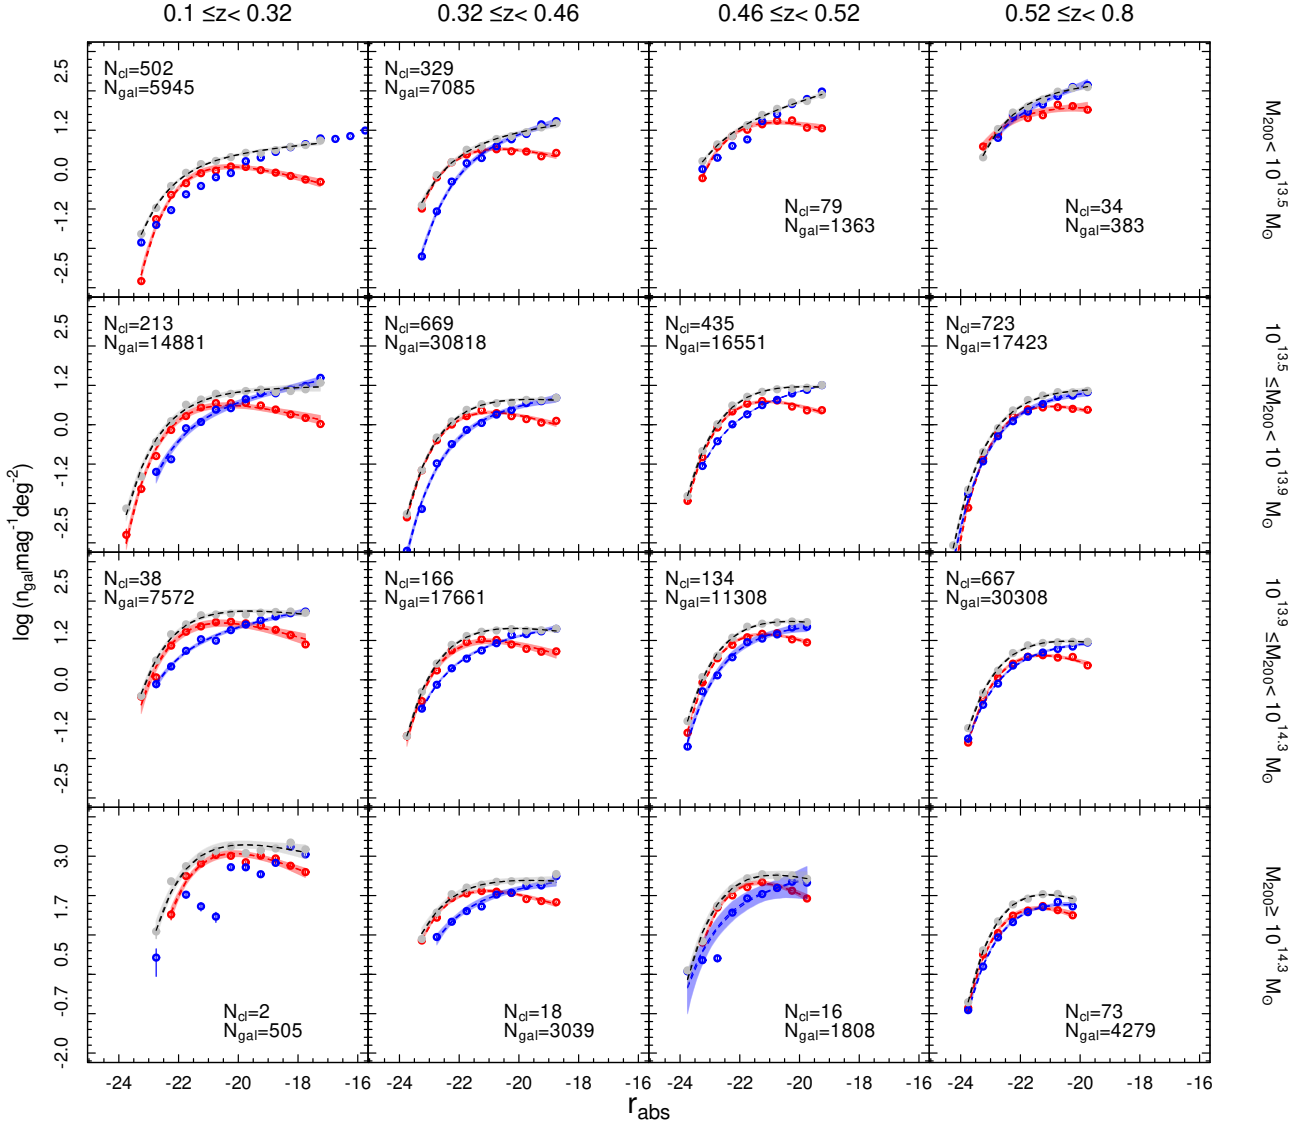 0.1 ≤z< 0.32
0.32 ≤z< 0.46
0.46 ≤z< 0.52
0.52 ≤z< 0.8
N_cl=502
N_gal=5945
N_cl=329
N_gal=7085
N_cl=79
N_gal=1363
N_cl=34
N_gal=383
2.5
1.2
0.0
-1.2
-2.5
M_200< 10^13.5 M_⊙
N_cl=213
N_gal=14881
N_cl=669
N_gal=30818
N_cl=435
N_gal=16551
N_cl=723
N_gal=17423
2.5
1.2
0.0
-1.2
-2.5
10^13.5 ≤M_200< 10^13.9 M_⊙
log (n_gal mag^-1 deg^-2)
N_cl=38
N_gal=7572
N_cl=166
N_gal=17661
N_cl=134
N_gal=11308
N_cl=667
N_gal=30308
2.5
1.2
0.0
-1.2
-2.5
10^13.9 ≤M_200< 10^14.3 M_⊙
N_cl=2
N_gal=505
N_cl=18
N_gal=3039
N_cl=16
N_gal=1808
N_cl=73
N_gal=4279
3.0
1.7
0.5
-0.7
-2.0
M_200≥ 10^14.3 M_⊙
-24 -22 -20 -18 -16
-24 -22 -20 -18 -16
-24 -22 -20 -18 -16
-24 -22 -20 -18 -16
r_abs